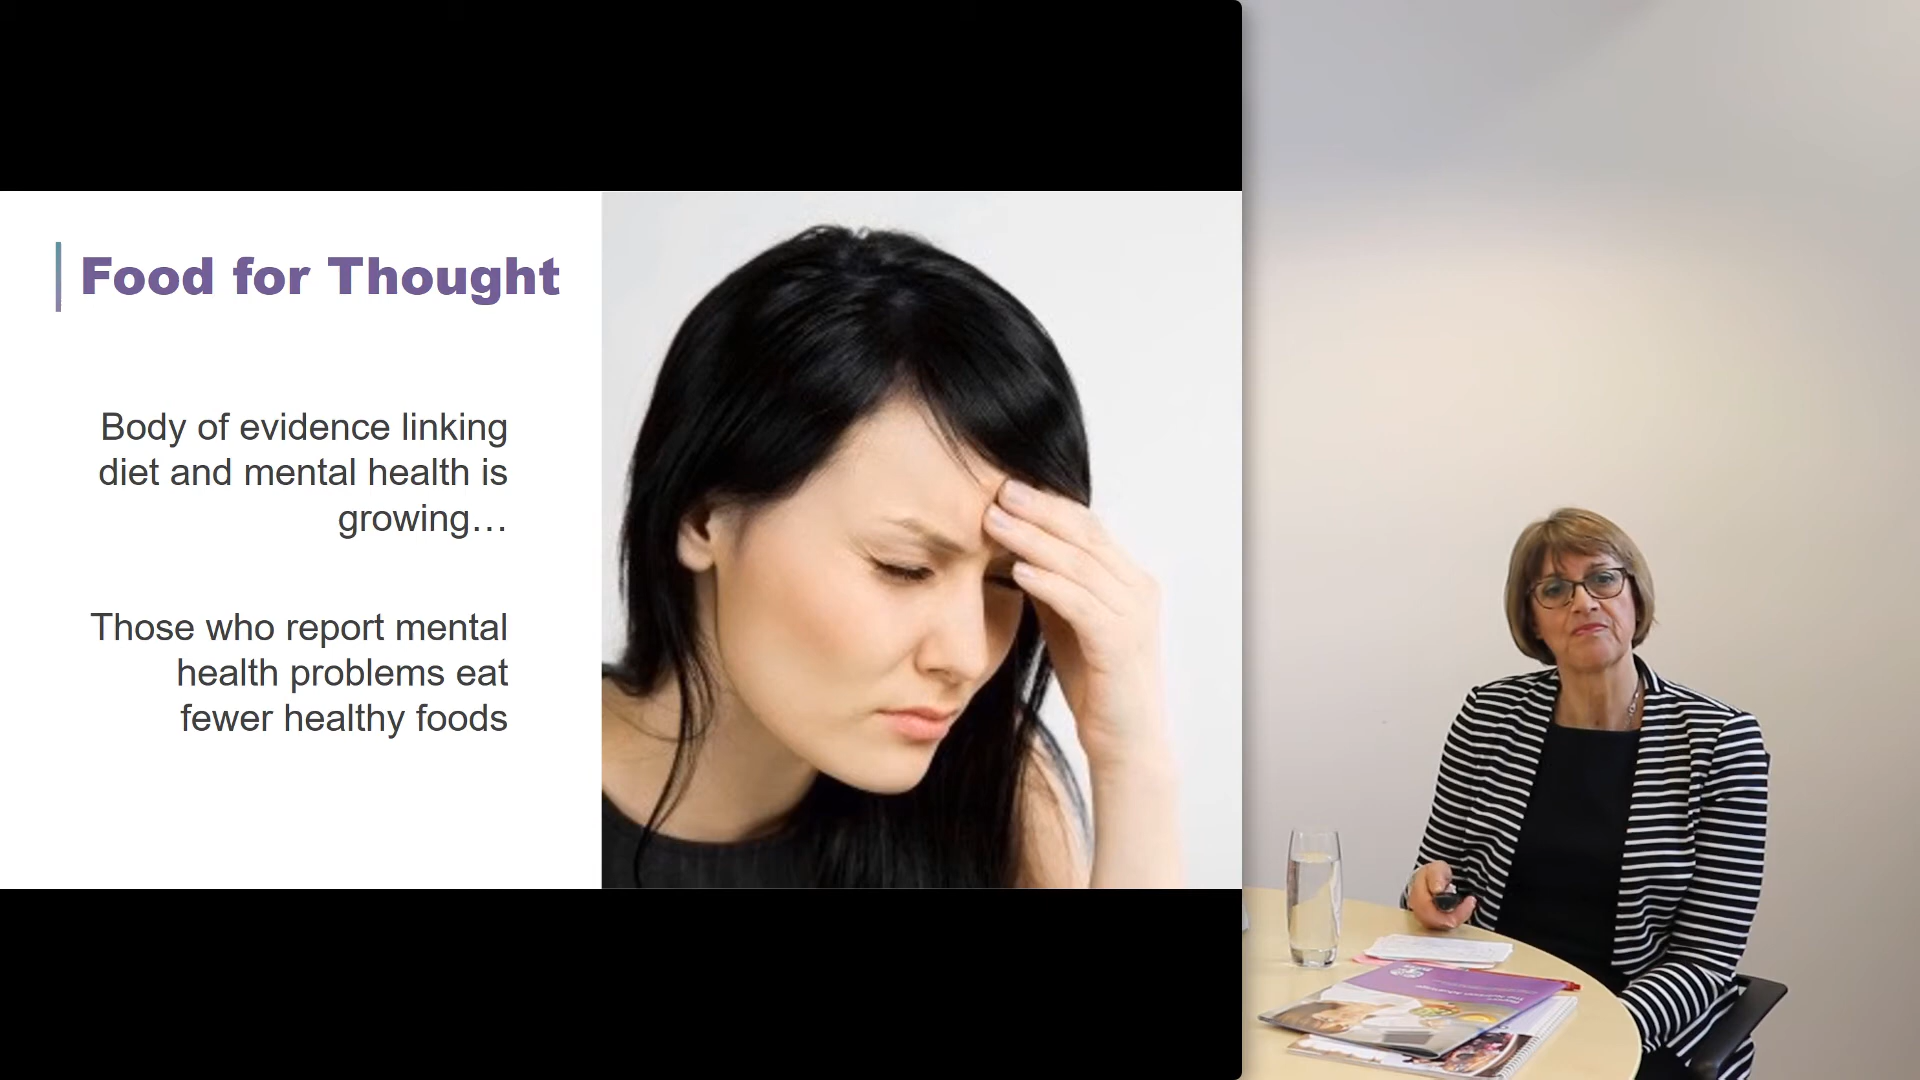 Food for Thought
Body of evidence linking
diet and mental health is
growing…
Those who report mental
health problems eat
fewer healthy foods